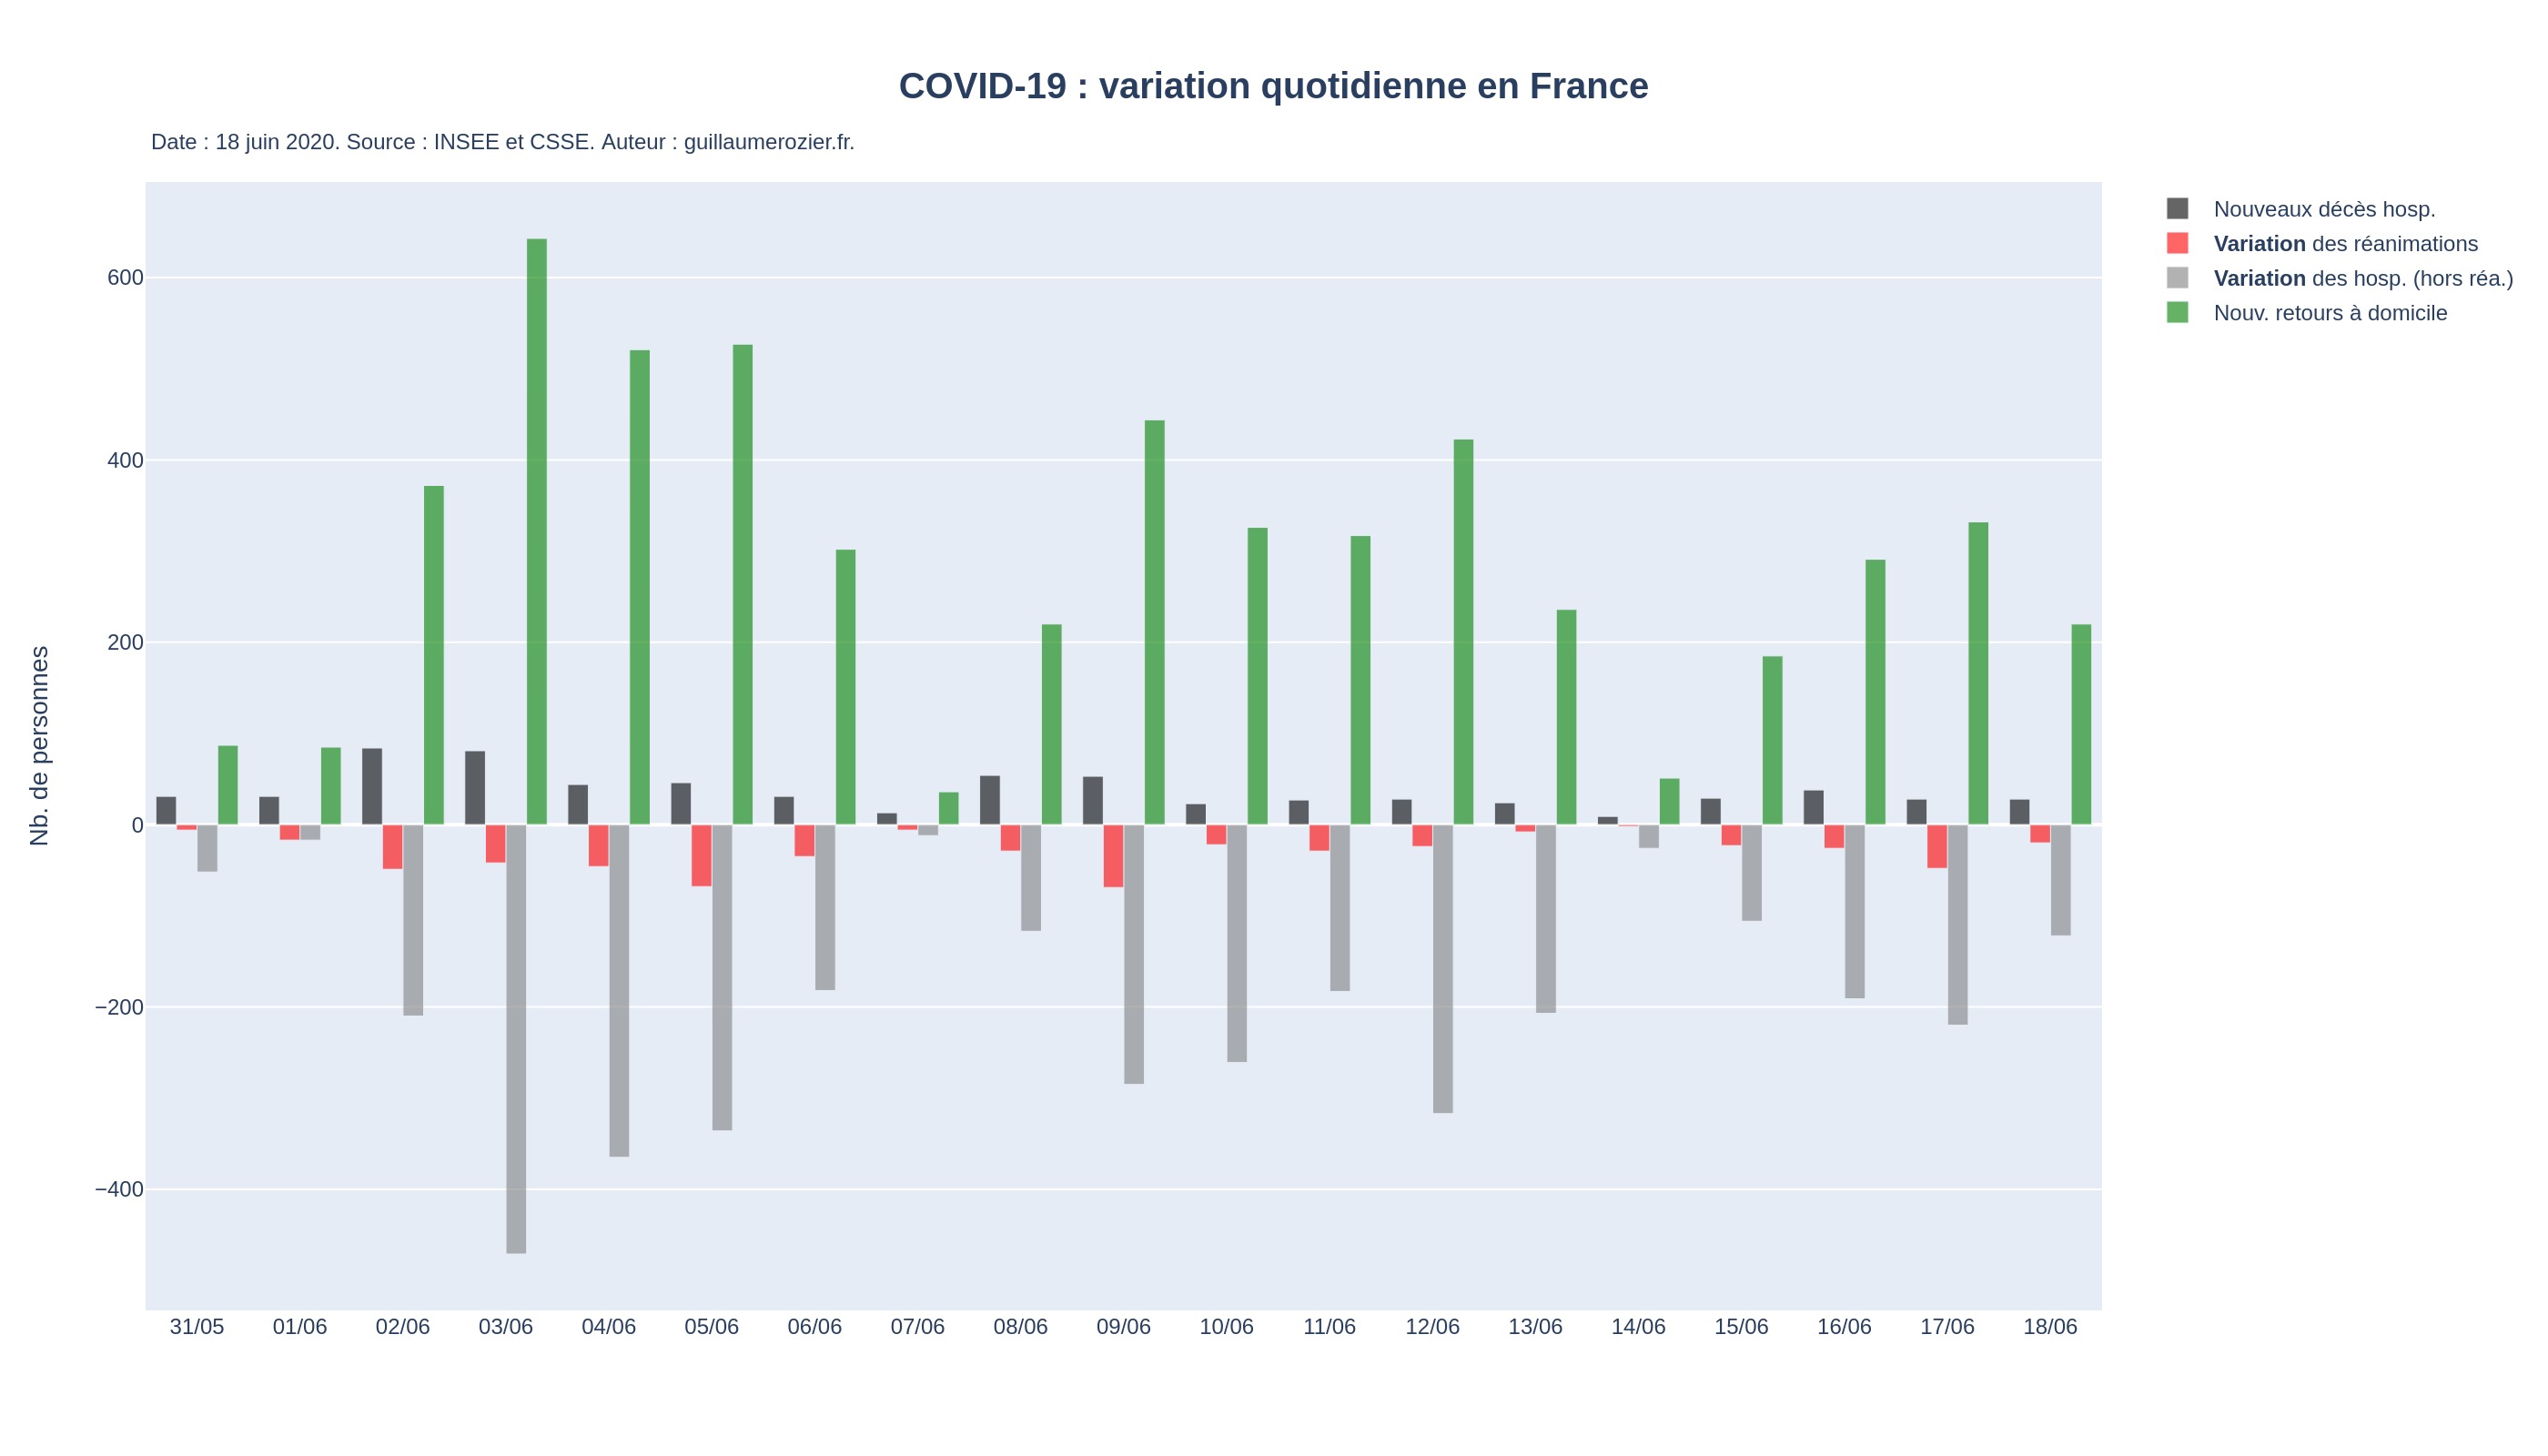 COVID-19 : variation quotidienne en France
Date : 18 juin 2020. Source : INSEE et CSSE. Auteur : guillaumerozier.fr.
Nouveaux décès hosp.
Variation des réanimations
Variation des hosp. (hors réa.)
Nouv. retours à domicile
Nb. de personnes
600
400
200
0
−200
−400
31/05 01/06 02/06 03/06 04/06 05/06 06/06 07/06 08/06 09/06 10/06 11/06 12/06 13/06 14/06 15/06 16/06 17/06 18/06